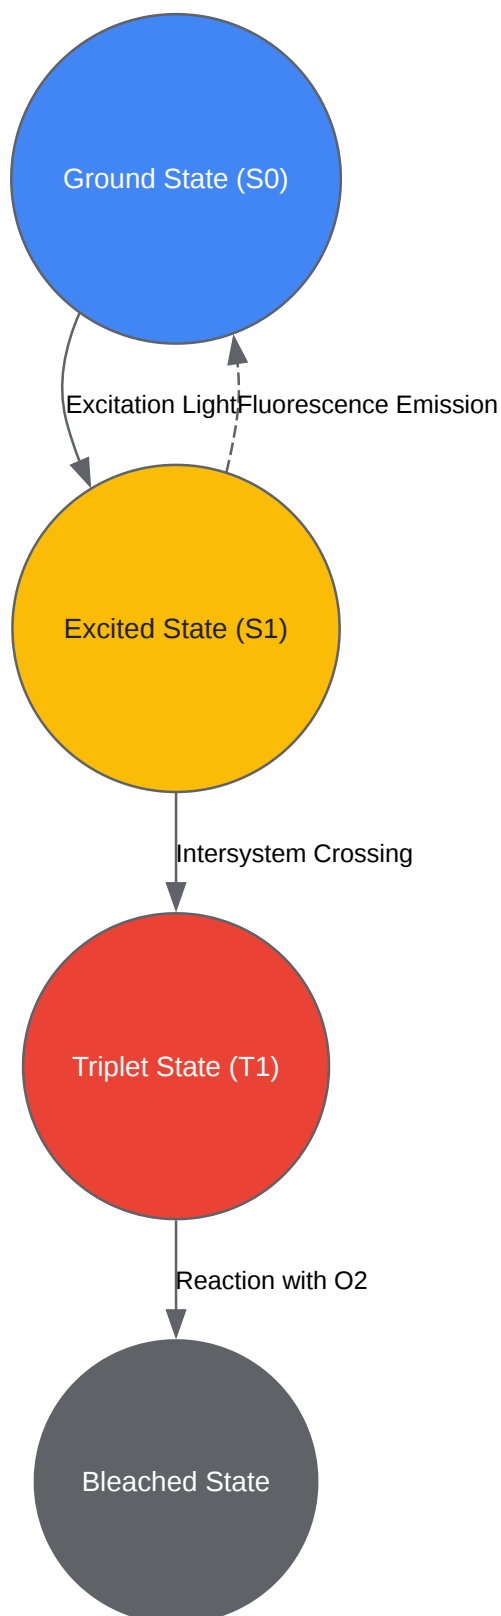 Ground State (S0)
Excitation Light
Fluorescence Emission
Excited State (S1)
Intersystem Crossing
Triplet State (T1)
Reaction with O2
Bleached State